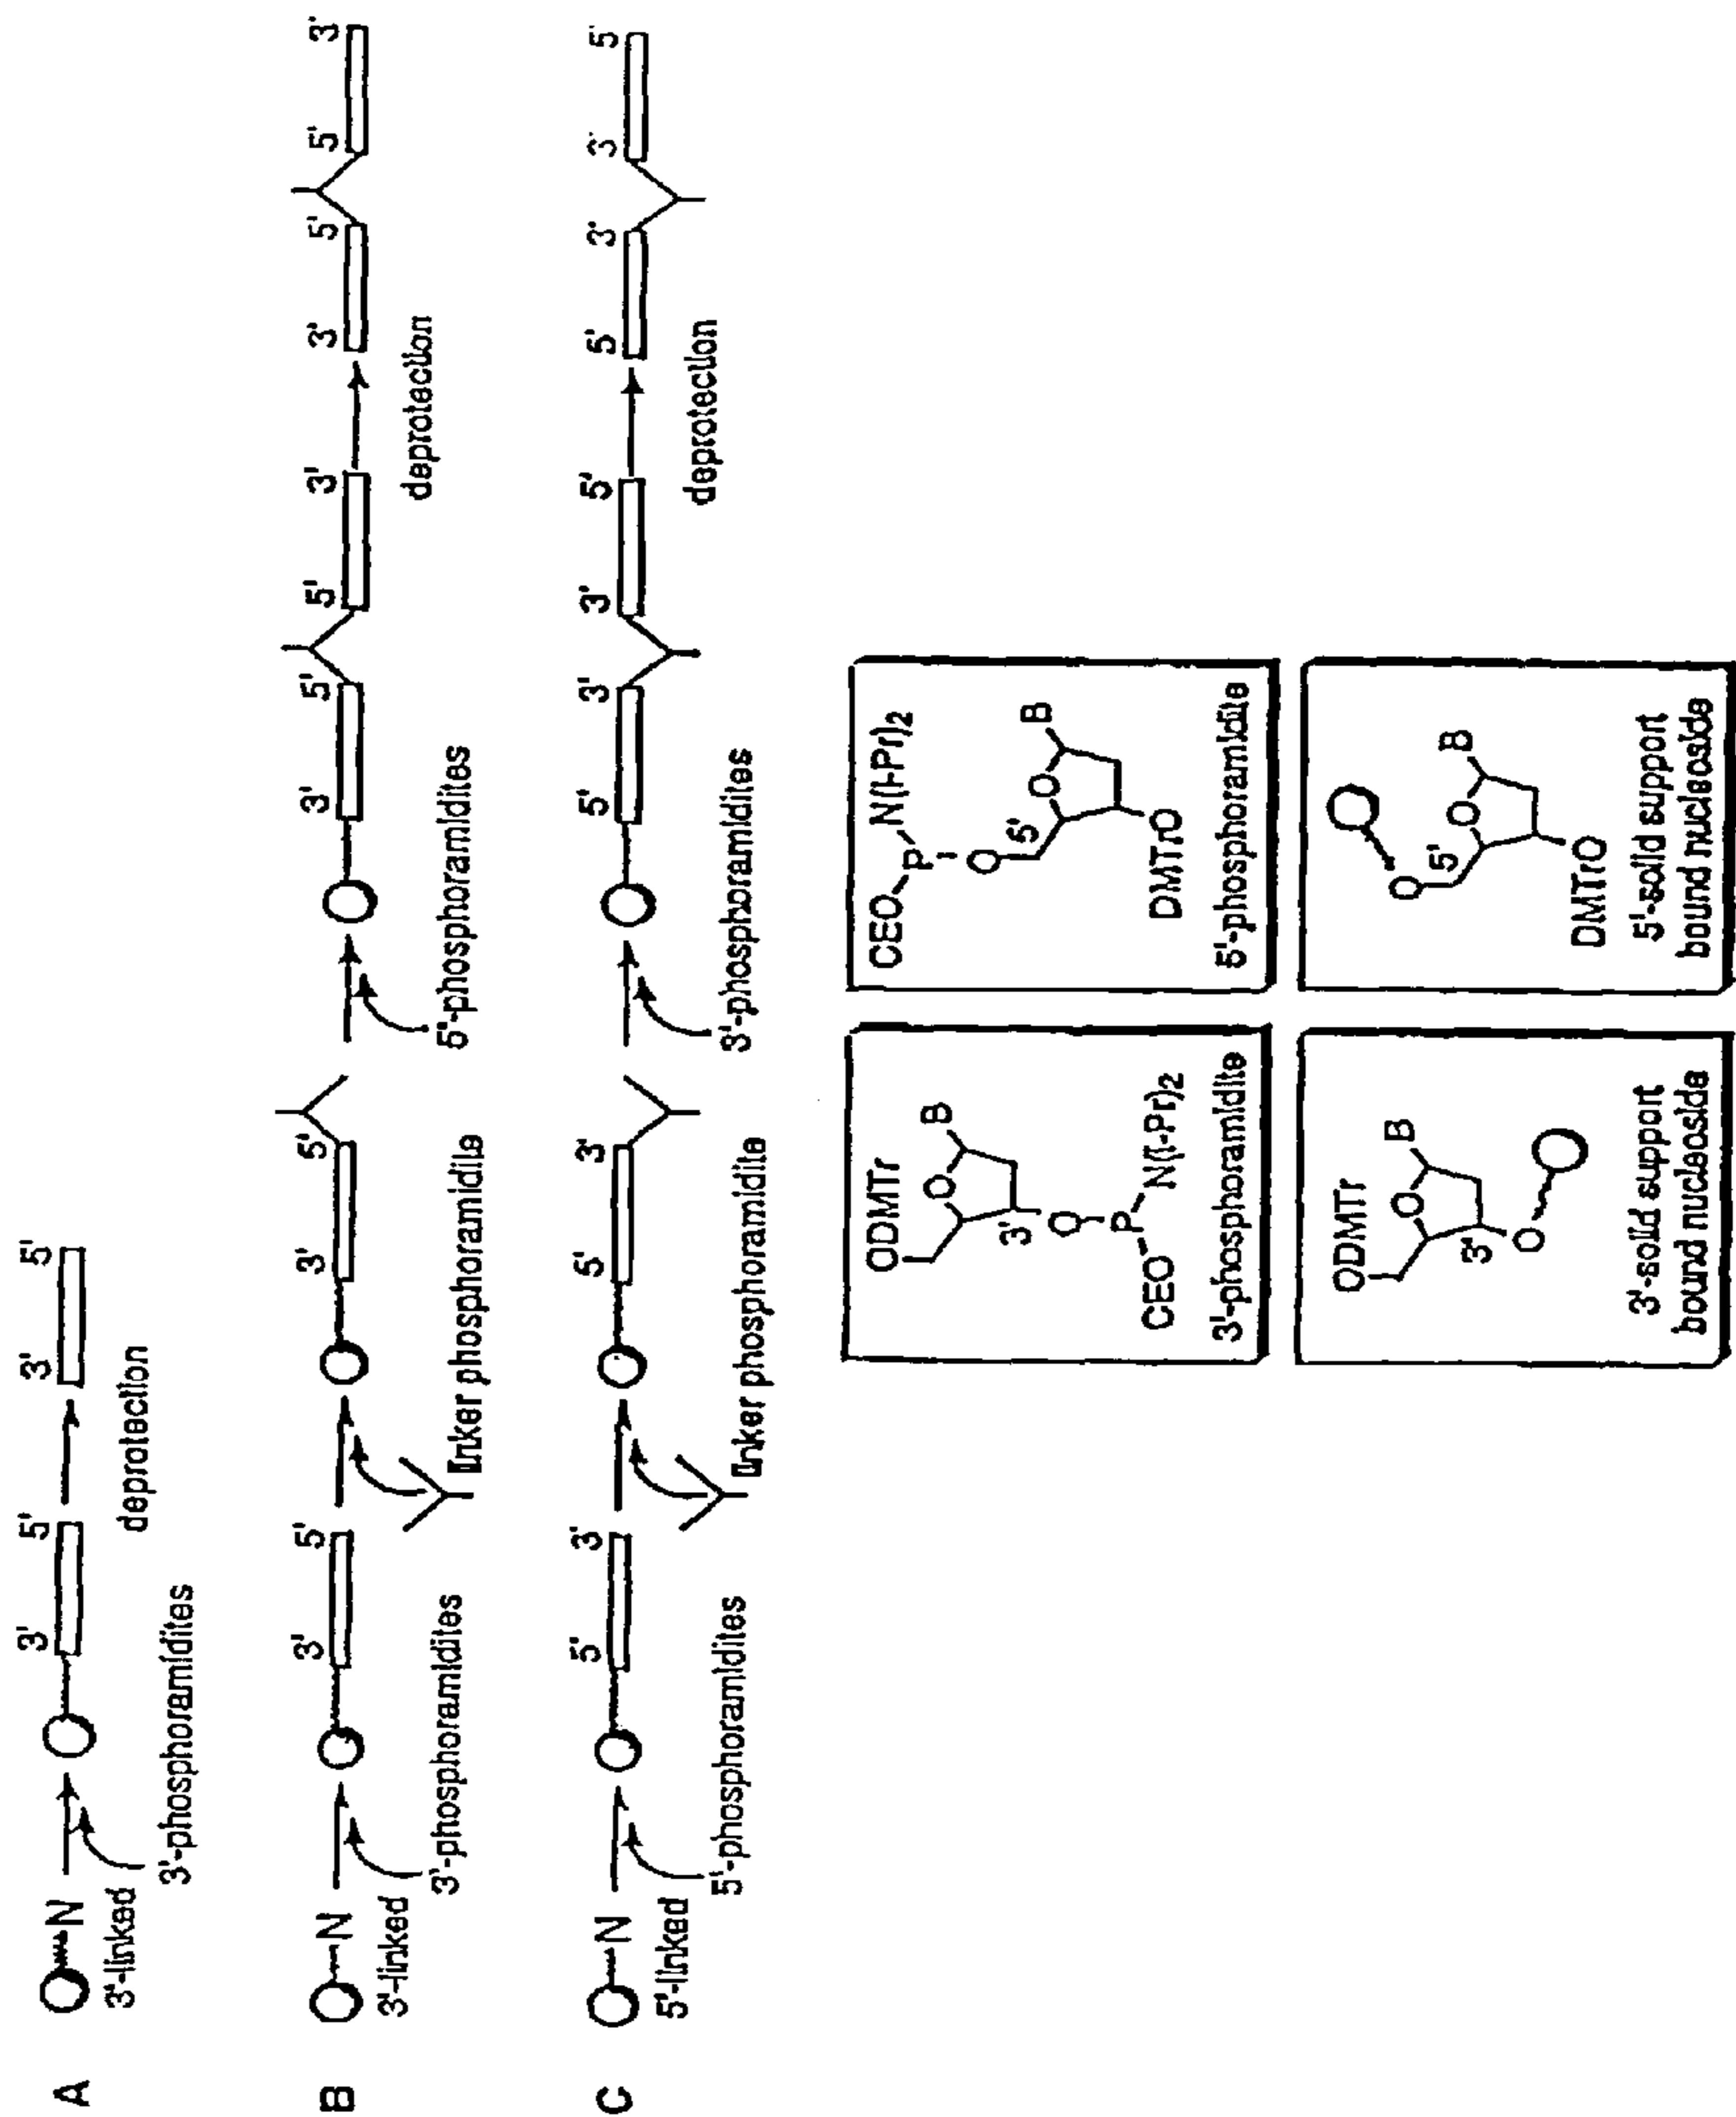 A
N
3'-linked
3'-phosphoramidites
3' 5'
deprotection
3' 5'
B
N
3'-linked
3'-phosphoramidites
3' 5'
linker phosphoramidite
3' 5'
5'-phosphoramidites
3' 5' 5' 3'
deprotection
3' 5' 5' 3'
C
N
5'-linked
5'-phosphoramidites
5' 3'
linker phosphoramidite
5' 3'
3'-phosphoramidites
5' 3' 3' 5'
deprotection
5' 3' 3' 5'
ODMTr
O B
3'
O
P
CEO N(i-Pr)2
3'-phosphoramidite
CEO N(i-Pr)2
P
O
5'
O B
DMTrO
5'-phosphoramidite
ODMTr
O B
3'
O
3'-solid support
bound nucleoside
O
5'
O B
DMTrO
5'-solid support
bound nucleoside